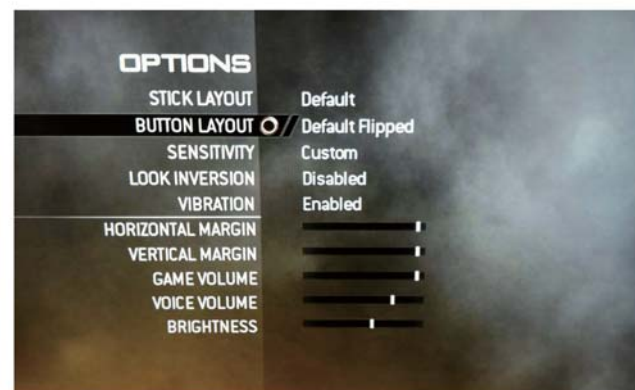 OPTIONS
STICK LAYOUT Default
BUTTON LAYOUT Default Flipped
SENSITIVITY Custom
LOOK INVERSION Disabled
VIBRATION Enabled
HORIZONTAL MARGIN
VERTICAL MARGIN
GAME VOLUME
VOICE VOLUME
BRIGHTNESS